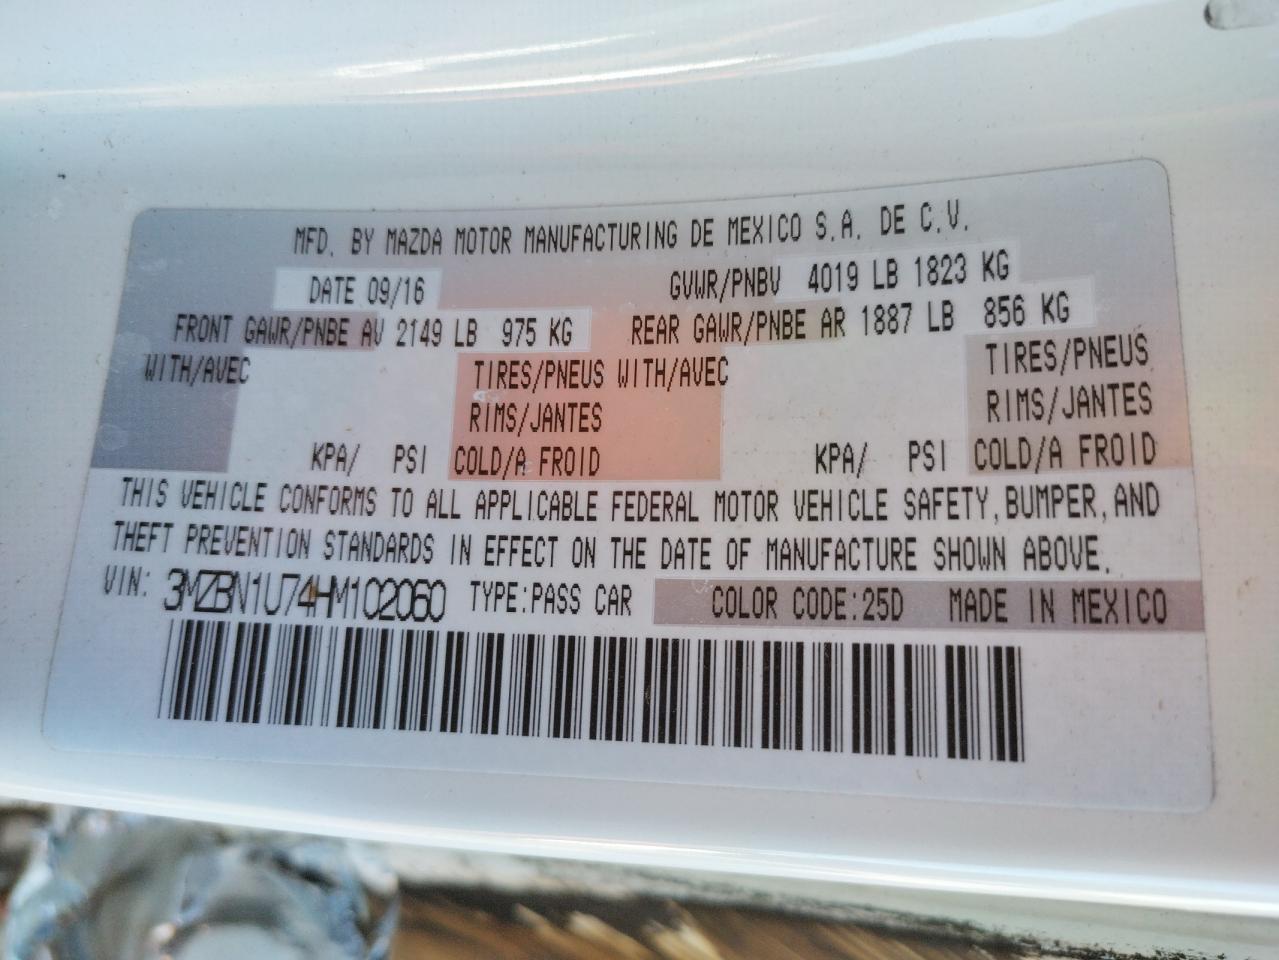 MFD. BY MAZDA MOTOR MANUFACTURING DE MEXICO S.A. DE C.V.
DATE 09/16 GVWR/PNBV 4019 LB 1823 KG
FRONT GAWR/PNBE AV 2149 LB 975 KG REAR GAWR/PNBE AR 1887 LB 856 KG
WITH/AVEC TIRES/PNEUS WITH/AVEC TIRES/PNEUS
RIMS/JANTES RIMS/JANTES
KPA/ PSI COLD/A FROID KPA/ PSI COLD/A FROID
THIS VEHICLE CONFORMS TO ALL APPLICABLE FEDERAL MOTOR VEHICLE SAFETY, BUMPER, AND
THEFT PREVENTION STANDARDS IN EFFECT ON THE DATE OF MANUFACTURE SHOWN ABOVE.
VIN: 3MZBN1U74HM102060 TYPE:PASS CAR COLOR CODE:25D MADE IN MEXICO